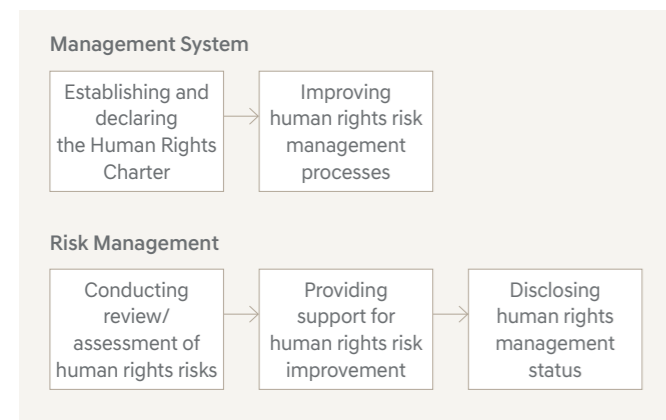 Management System
Establishing and
declaring
the Human Rights
Charter
Improving
human rights risk
management
processes
Risk Management
Conducting
review/
assessment of
human rights risks
Providing
support for
human rights risk
improvement
Disclosing
human rights
management
status